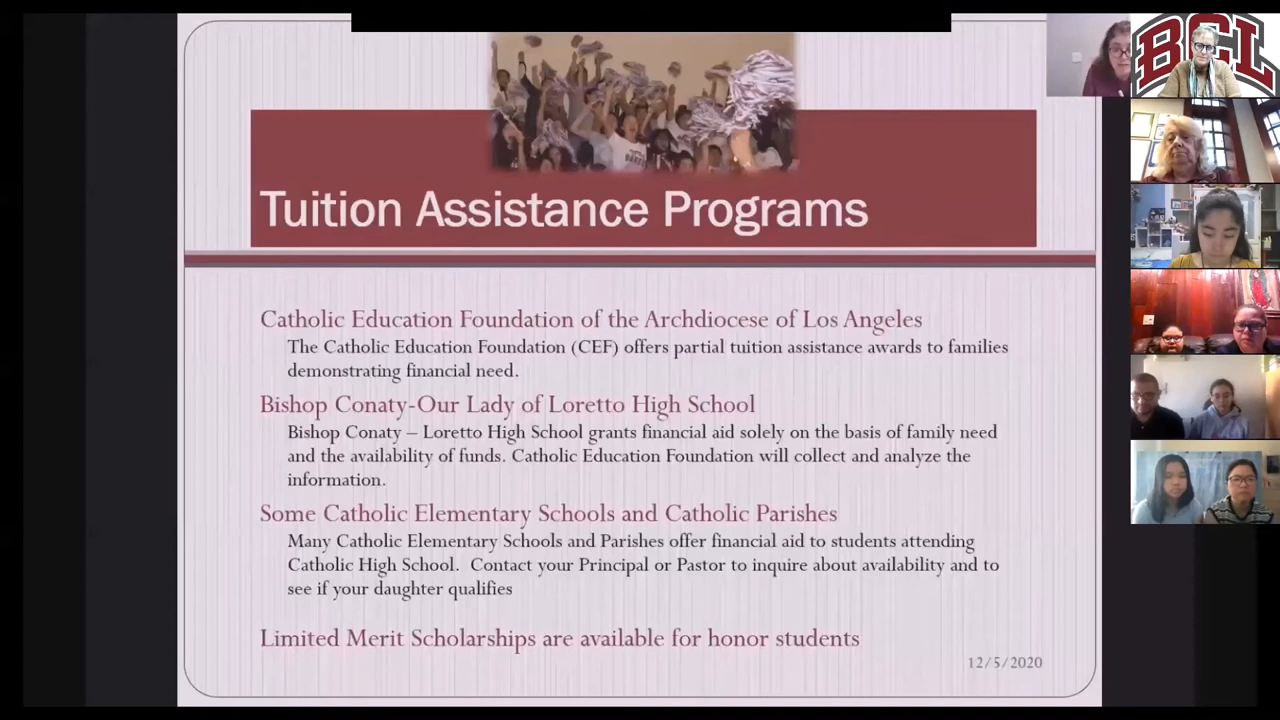 BCL
Tuition Assistance Programs
Catholic Education Foundation of the Archdiocese of Los Angeles
The Catholic Education Foundation (CEF) offers partial tuition assistance awards to families
demonstrating financial need.
Bishop Conaty-Our Lady of Loretto High School
Bishop Conaty – Loretto High School grants financial aid solely on the basis of family need
and the availability of funds. Catholic Education Foundation will collect and analyze the
information.
Some Catholic Elementary Schools and Catholic Parishes
Many Catholic Elementary Schools and Parishes offer financial aid to students attending
Catholic High School.  Contact your Principal or Pastor to inquire about availability and to
see if your daughter qualifies
Limited Merit Scholarships are available for honor students
12/5/2020